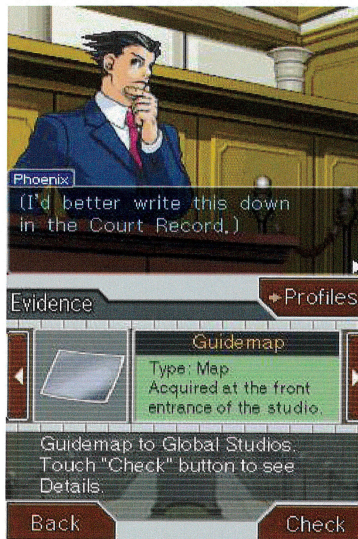 Phoenix
(I'd better write this down
in the Court Record.)
Evidence
Profiles
Guidemap
Type: Map
Acquired at the front
entrance of the studio.
Guidemap to Global Studios.
Touch "Check" button to see
Details.
Back
Check